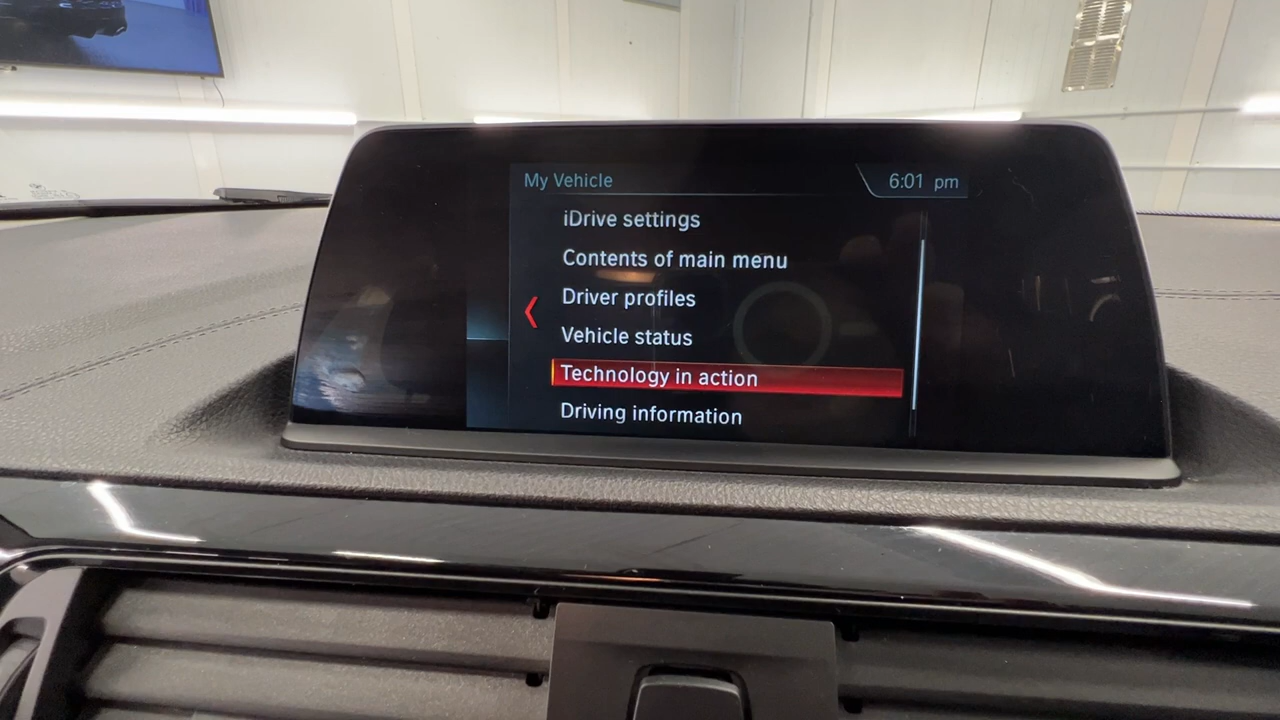 My Vehicle
6:01 pm
iDrive settings
Contents of main menu
Driver profiles
Vehicle status
Technology in action
Driving information